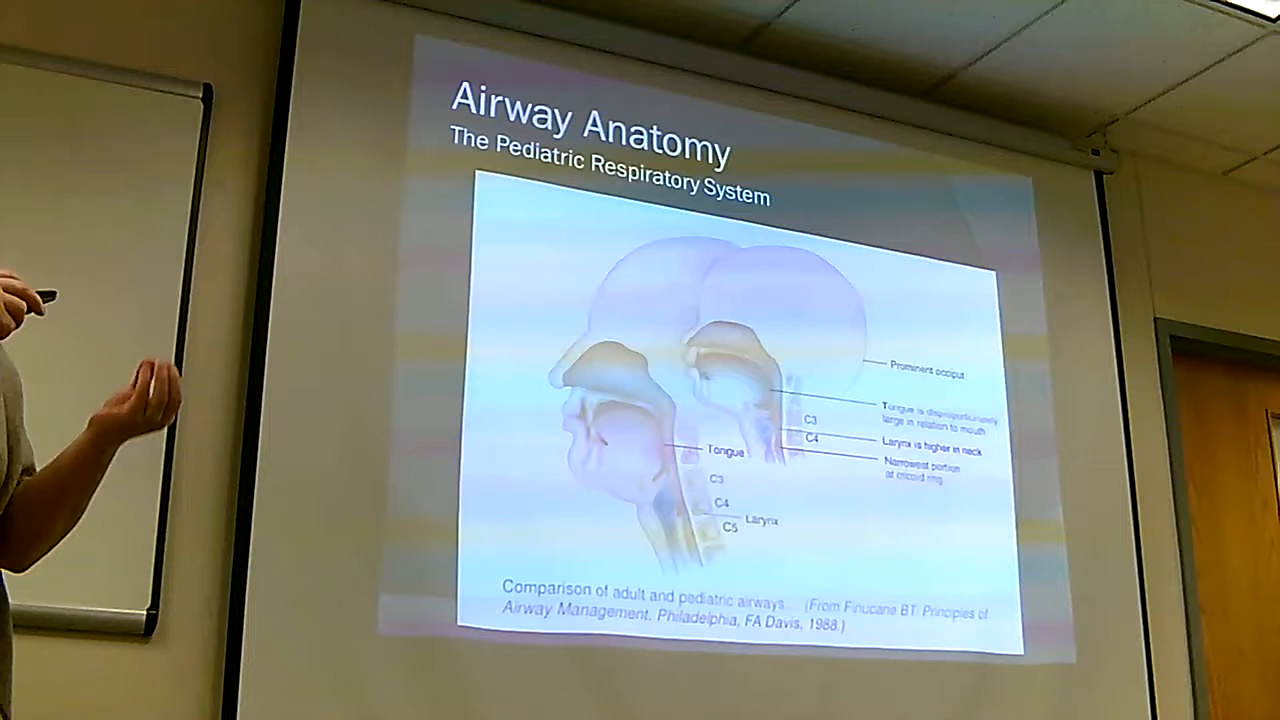 Airway Anatomy
The Pediatric Respiratory System
Prominent occiput
Tongue is disproportionately
large in relation to mouth
C3
C4
Larynx is higher in neck
Narrowest portion
at cricoid ring
Tongue
C3
C4
Larynx
C5
Comparison of adult and pediatric airways. (From Finucane BT: Principles of
Airway Management. Philadelphia, FA Davis, 1988.)